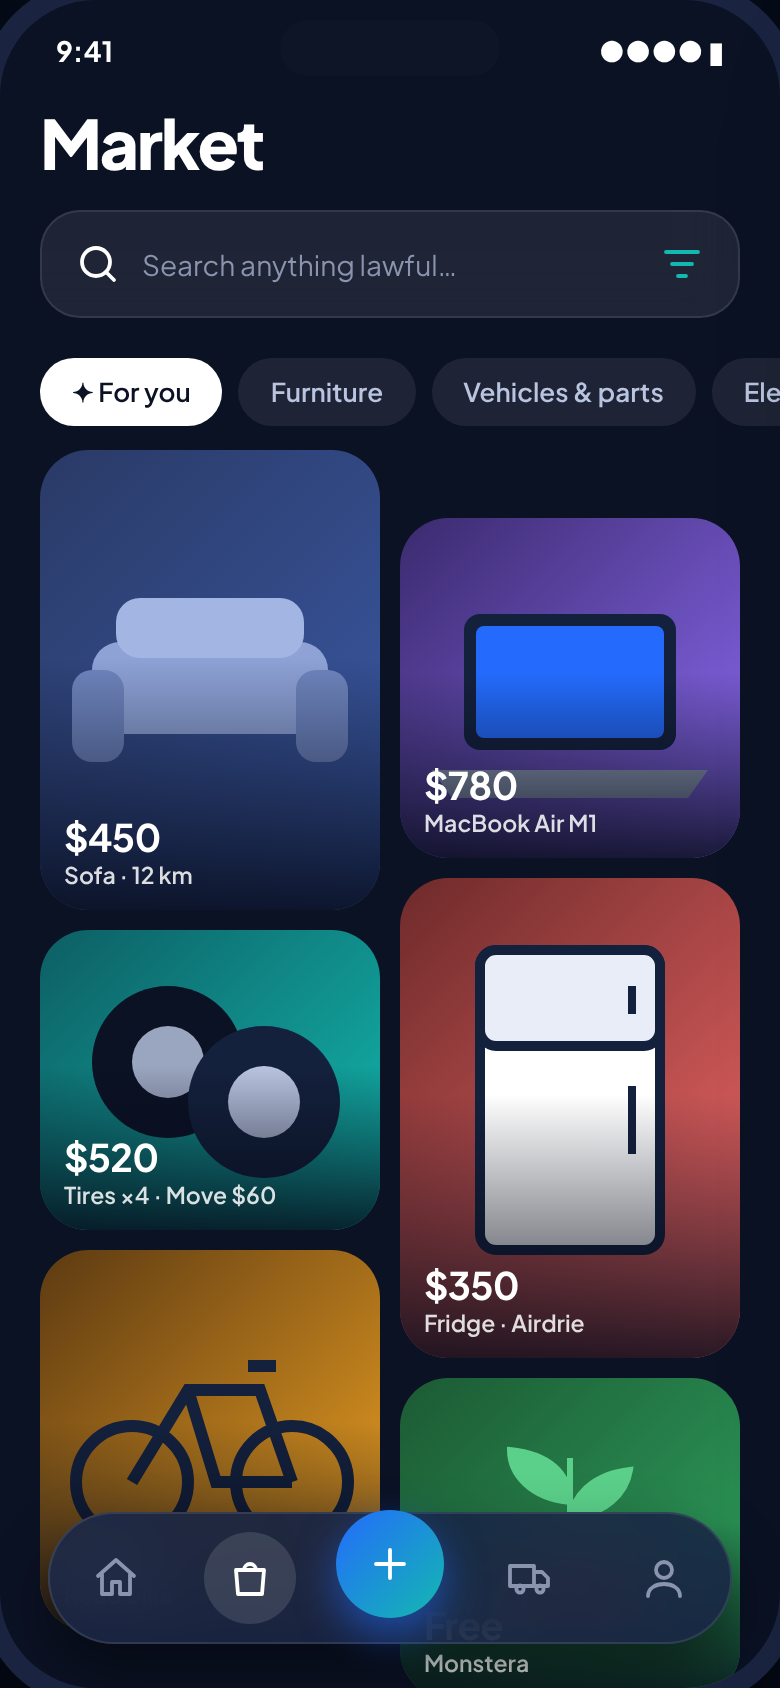 9:41
Market
Search anything lawful...
✦ For you
Furniture
Vehicles & parts
Ele
$450
Sofa · 12 km
$780
MacBook Air M1
$520
Tires ×4 · Move $60
$350
Fridge · Airdrie
Free
Monstera